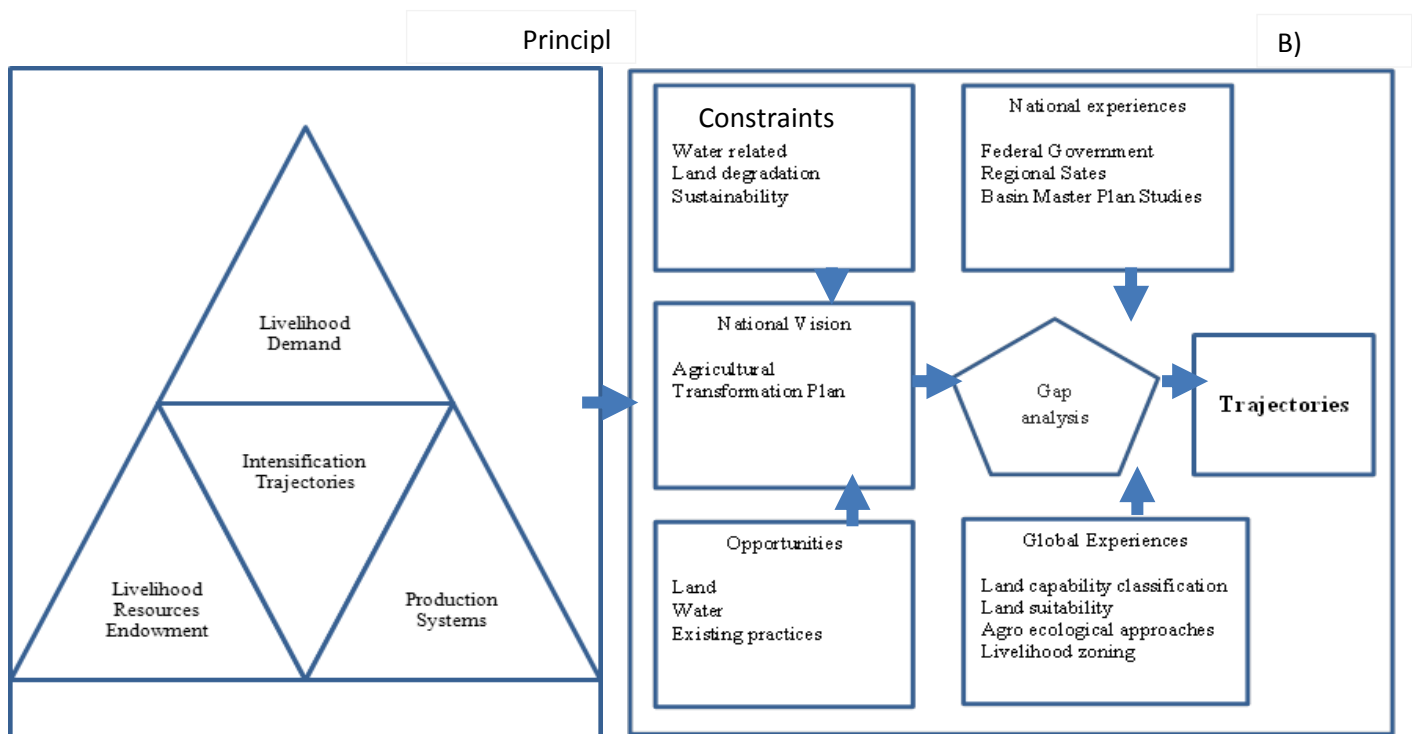 Principl
B)
Livelihood
Demand
Intensification
Trajectories
Livelihood
Resources
Endowment
Production
Systems
Constraints
Water related
Land degradation
Sustainability
National experiences
Federal Government
Regional Sates
Basin Master Plan Studies
National Vision
Agricultural
Transformation Plan
Gap
analysis
Trajectories
Opportunities
Land
Water
Existing practices
Global Experiences
Land capability classification
Land suitability
Agro ecological approaches
Livelihood zoning